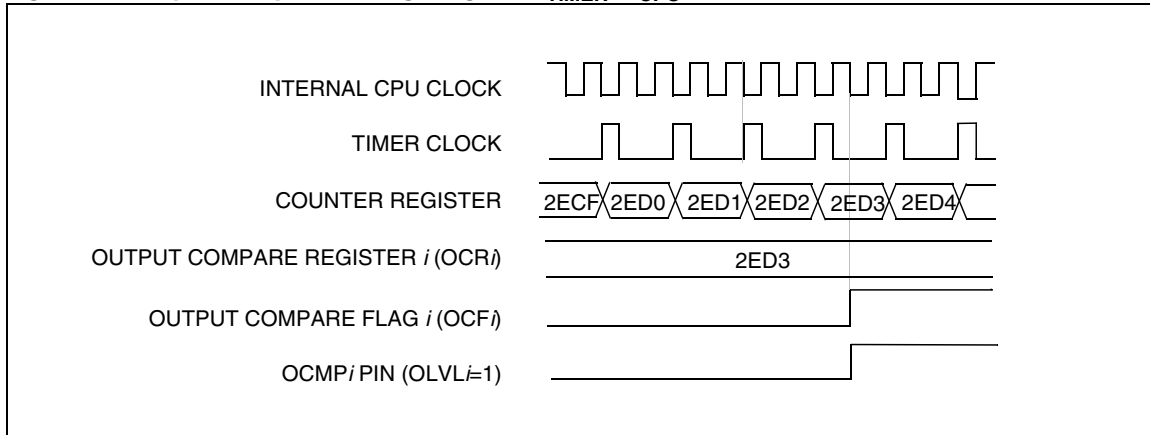 INTERNAL CPU CLOCK
TIMER CLOCK
COUNTER REGISTER
2ECF 2ED0 2ED1 2ED2 2ED3 2ED4
OUTPUT COMPARE REGISTER i (OCRi)
2ED3
OUTPUT COMPARE FLAG i (OCFi)
OCMPi PIN (OLVLi=1)